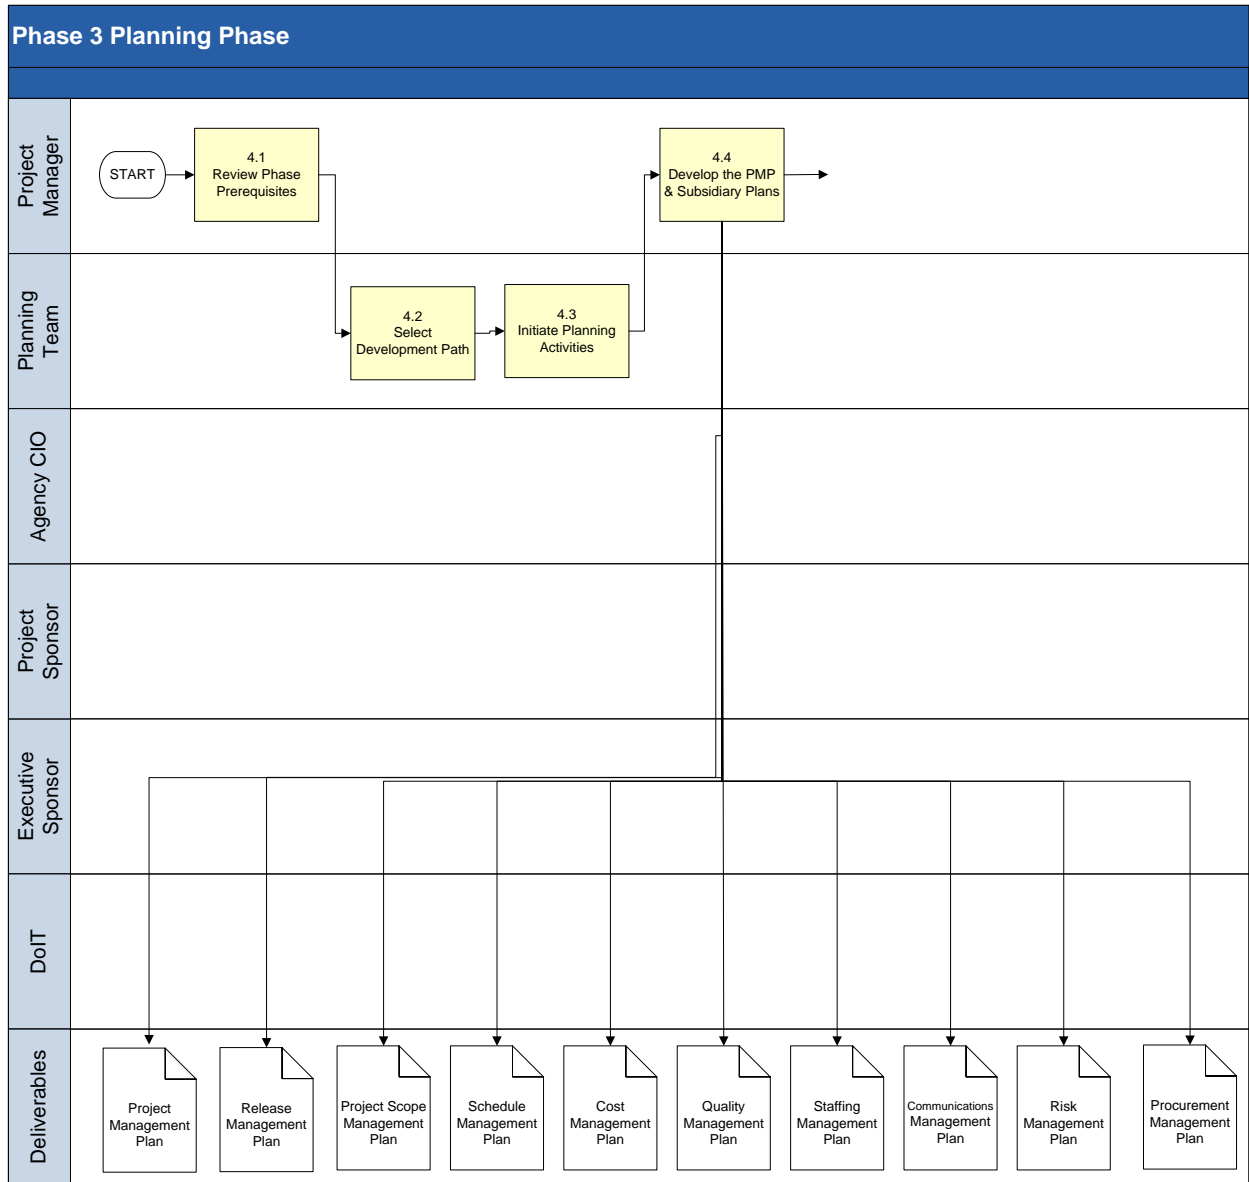 Phase 3 Planning Phase
Project
Manager
START
4.1
Review Phase
Prerequisites
4.4
Develop the PMP
& Subsidiary Plans
Planning
Team
4.2
Select
Development Path
4.3
Initiate Planning
Activities
Agency CIO
Project
Sponsor
Executive
Sponsor
DoIT
Deliverables
Project
Management
Plan
Release
Management
Plan
Project Scope
Management
Plan
Schedule
Management
Plan
Cost
Management
Plan
Quality
Management
Plan
Staffing
Management
Plan
Communications
Management
Plan
Risk
Management
Plan
Procurement
Management
Plan